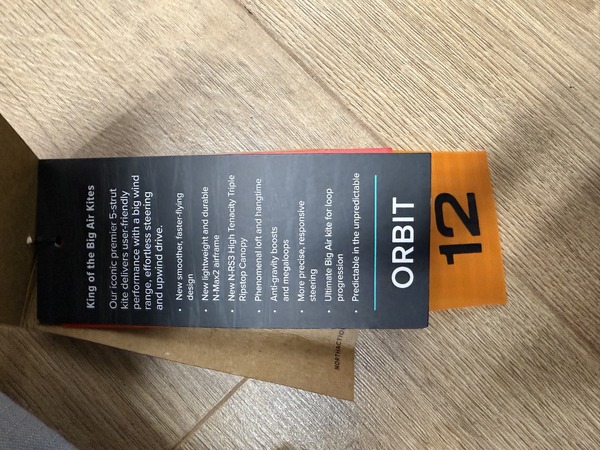 King of the Big Air Kites
Our iconic premier 5-strut
kite delivers user-friendly
performance with a big wind
range, effortless steering
and upwind drive.
• New smoother, faster-flying
design
• New lightweight and durable
N-Max2 airframe
• New N-RS3 High Tenacity Triple
Ripstop Canopy
• Phenomenal loft and hangtime
• Anti-gravity boosts
and megaloops
• More precise, responsive
steering
• Ultimate Big Air kite for loop
progression
• Predictable in the unpredictable
ORBIT
12